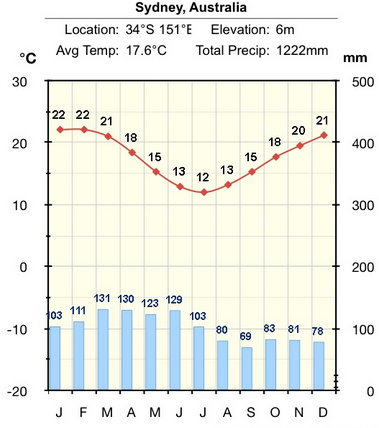 Sydney, Australia
Location: 34°S 151°E Elevation: 6m
Avg Temp: 17.6°C Total Precip: 1222mm
°C mm
30 500
22 22 21 18 15 13 12 13 15 18 20 21
20 400
10 300
0 200
103 111 131 130 123 129 103 80 69 83 81 78
-10 100
-20 0
J F M A M J J A S O N D